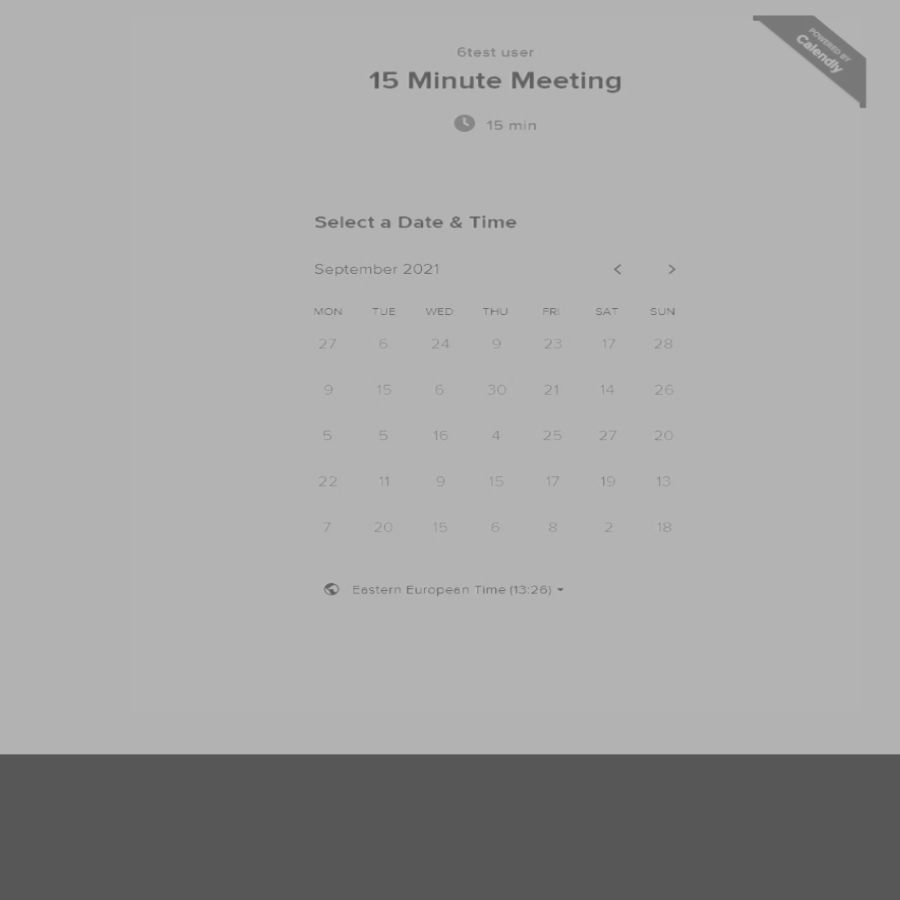 POWERED BY
Calendly
6test user
15 Minute Meeting
15 min
Select a Date & Time
September 2021 < >
MON TUE WED THU FRI SAT SUN
27 6 24 9 23 17 28
9 15 6 30 21 14 26
5 5 16 4 25 27 20
22 11 9 15 17 19 13
7 20 15 6 8 2 18
Eastern European Time (13:26)